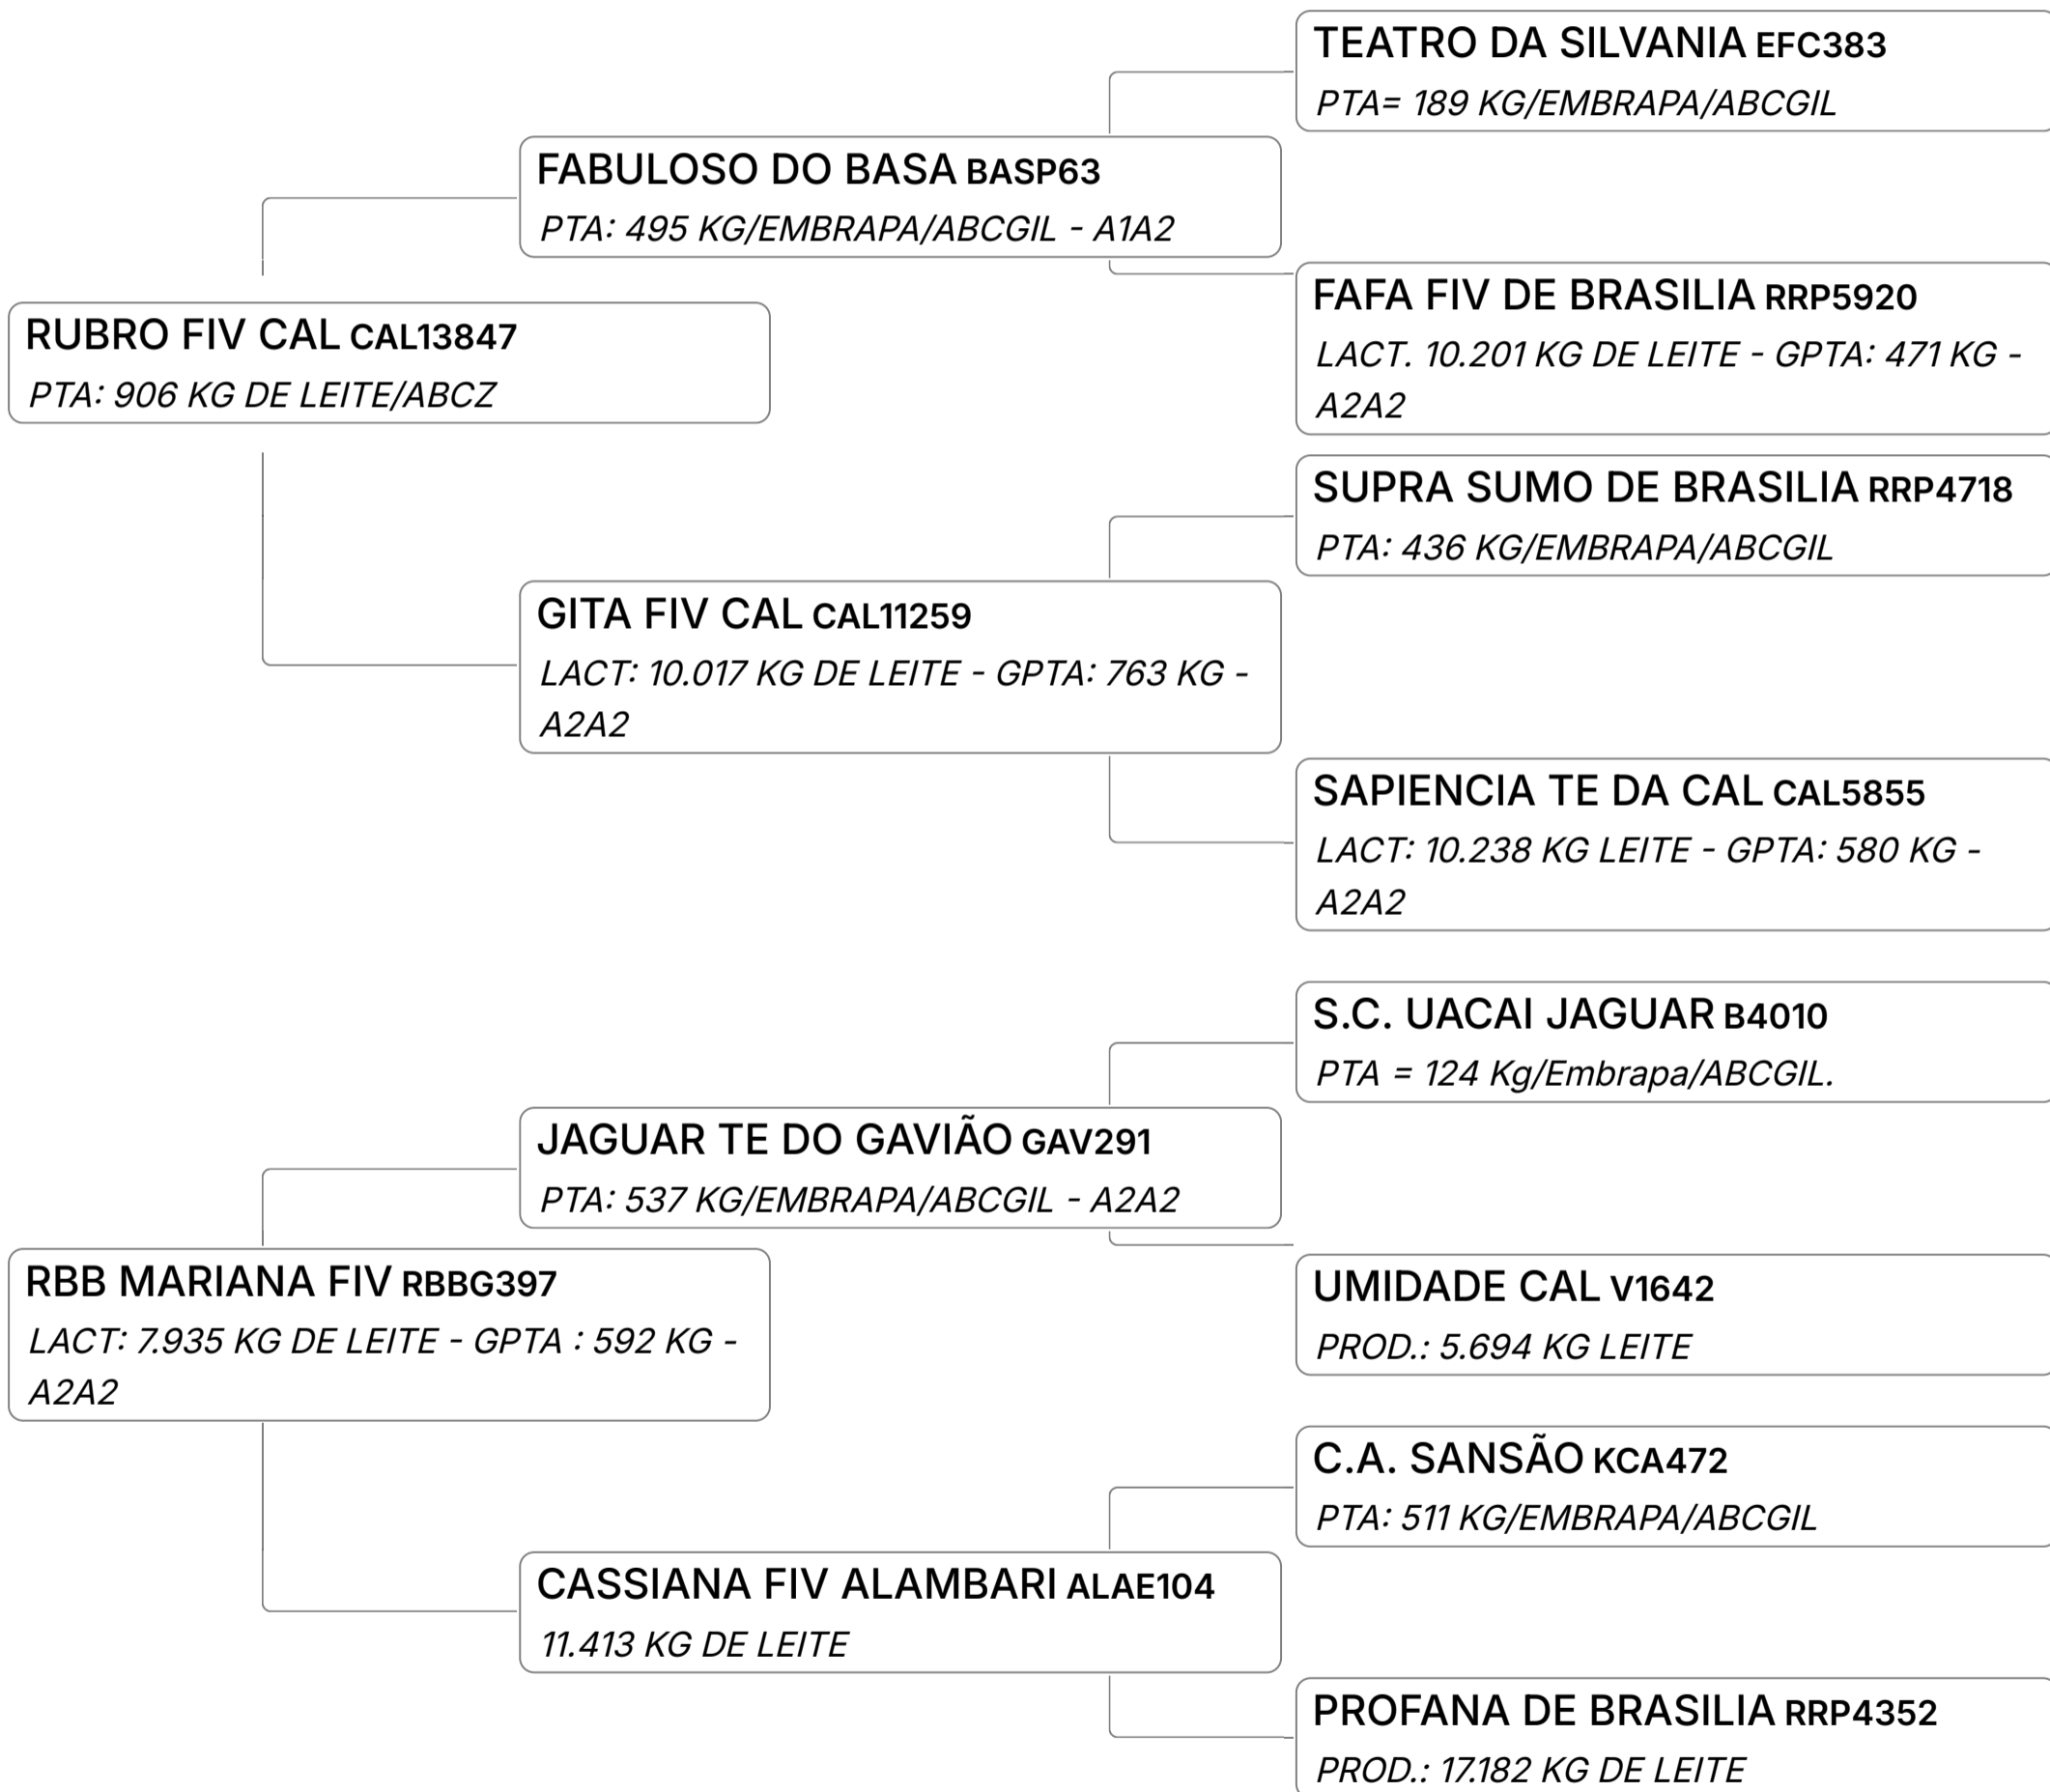 TEATRO DA SILVANIA EFC383
PTA= 189 KG/EMBRAPA/ABCGIL
FABULOSO DO BASA BASP63
PTA: 495 KG/EMBRAPA/ABCGIL - A1A2
FAFA FIV DE BRASILIA RRP5920
LACT. 10.201 KG DE LEITE - GPTA: 471 KG -
A2A2
RUBRO FIV CAL CAL13847
PTA: 906 KG DE LEITE/ABCZ
SUPRA SUMO DE BRASILIA RRP4718
PTA: 436 KG/EMBRAPA/ABCGIL
GITA FIV CAL CAL11259
LACT: 10.017 KG DE LEITE - GPTA: 763 KG -
A2A2
SAPIENCIA TE DA CAL CAL5855
LACT: 10.238 KG LEITE - GPTA: 580 KG -
A2A2
S.C. UACAI JAGUAR B4010
PTA = 124 Kg/Embrapa/ABCGIL.
JAGUAR TE DO GAVIÃO GAV291
PTA: 537 KG/EMBRAPA/ABCGIL - A2A2
UMIDADE CAL V1642
PROD.: 5.694 KG LEITE
RBB MARIANA FIV RBBG397
LACT: 7.935 KG DE LEITE - GPTA : 592 KG -
A2A2
C.A. SANSÃO KCA472
PTA: 511 KG/EMBRAPA/ABCGIL
CASSIANA FIV ALAMBARI ALAE104
11.413 KG DE LEITE
PROFANA DE BRASILIA RRP4352
PROD.: 17.182 KG DE LEITE